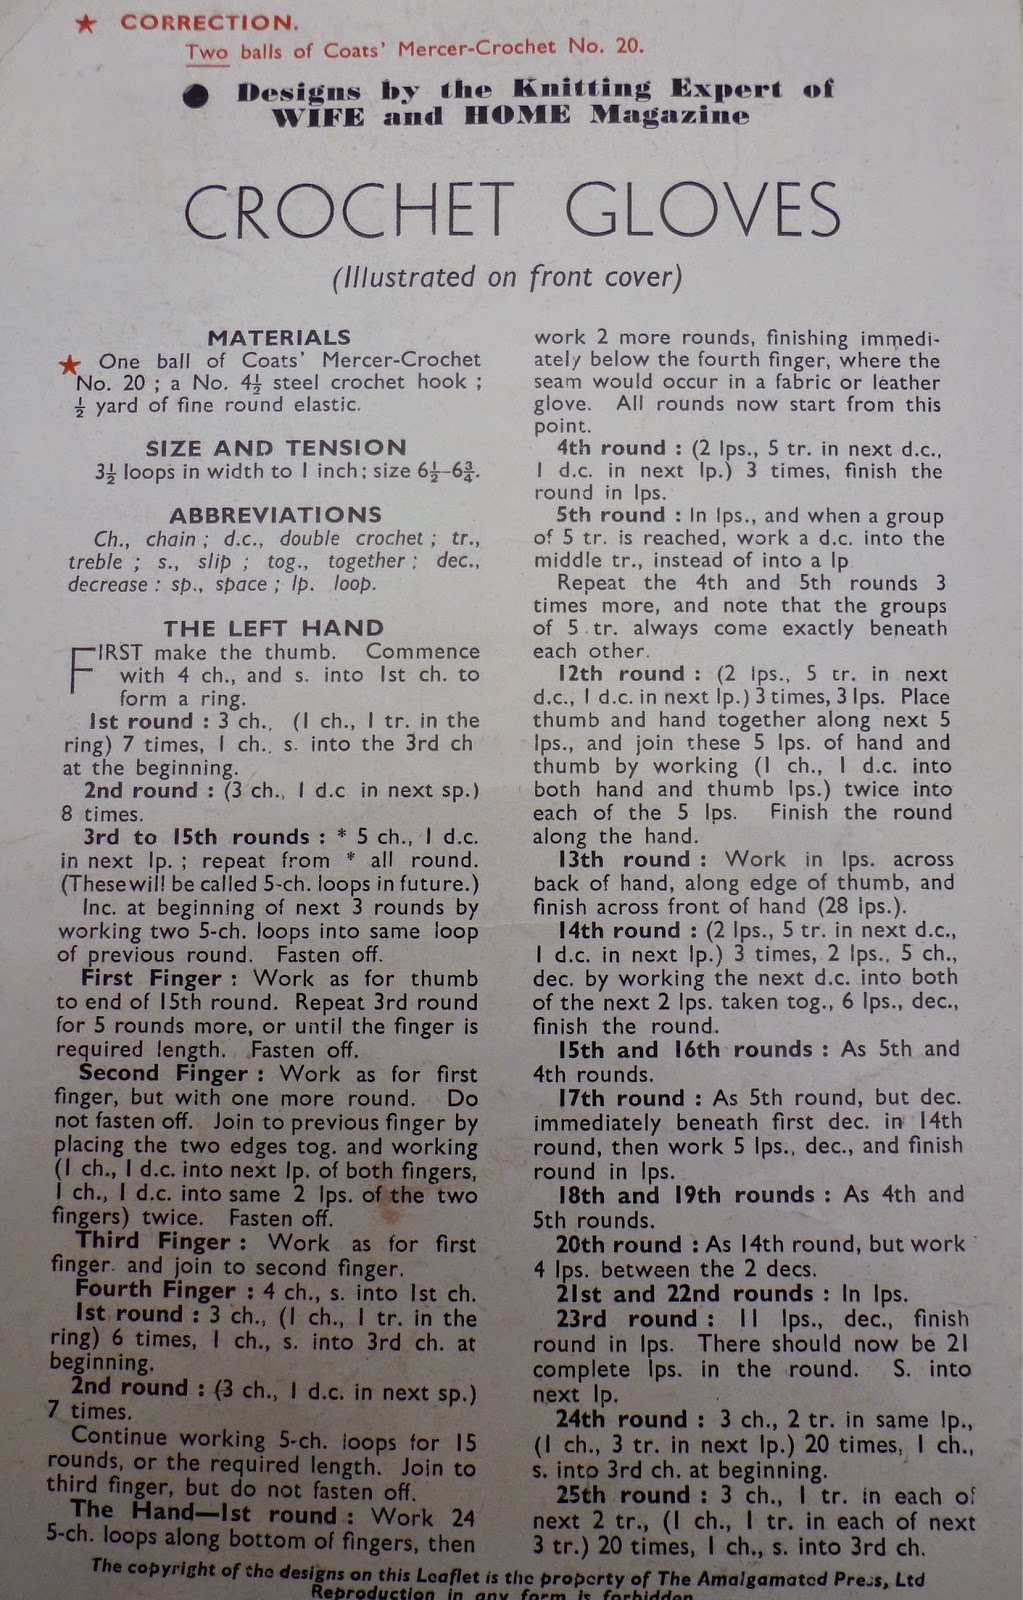 ★ CORRECTION.
Two balls of Coats' Mercer-Crochet No. 20.
● Designs by the Knitting Expert of
WIFE and HOME Magazine
CROCHET GLOVES
(Illustrated on front cover)
MATERIALS
★ One ball of Coats' Mercer-Crochet
No. 20 ; a No. 4½ steel crochet hook ;
½ yard of fine round elastic.
SIZE AND TENSION
3½ loops in width to 1 inch ; size 6½–6¾.
ABBREVIATIONS
Ch., chain ; d.c., double crochet ; tr.,
treble ; s., slip ; tog., together ; dec.,
decrease : sp., space ; lp. loop.
THE LEFT HAND
FIRST make the thumb. Commence
with 4 ch., and s. into 1st ch. to
form a ring.
1st round : 3 ch., (1 ch., 1 tr. in the
ring) 7 times, 1 ch., s. into the 3rd ch
at the beginning.
2nd round : (3 ch., 1 d.c in next sp.)
8 times.
3rd to 15th rounds : * 5 ch., 1 d.c.
in next lp. ; repeat from * all round.
(These will be called 5-ch. loops in future.)
Inc. at beginning of next 3 rounds by
working two 5-ch. loops into same loop
of previous round. Fasten off.
First Finger : Work as for thumb
to end of 15th round. Repeat 3rd round
for 5 rounds more, or until the finger is
required length. Fasten off.
Second Finger : Work as for first
finger, but with one more round. Do
not fasten off. Join to previous finger by
placing the two edges tog. and working
(1 ch., 1 d.c. into next lp. of both fingers,
1 ch., 1 d.c. into same 2 lps. of the two
fingers) twice. Fasten off.
Third Finger : Work as for first
finger. and join to second finger.
Fourth Finger : 4 ch., s. into 1st ch.
1st round : 3 ch., (1 ch., 1 tr. in the
ring) 6 times, 1 ch., s. into 3rd ch. at
beginning.
2nd round : (3 ch., 1 d.c. in next sp.)
7 times.
Continue working 5-ch. loops for 15
rounds, or the required length. Join to
third finger, but do not fasten off.
The Hand—1st round : Work 24
5-ch. loops along bottom of fingers, then
work 2 more rounds, finishing immedi-
ately below the fourth finger, where the
seam would occur in a fabric or leather
glove. All rounds now start from this
point.
4th round : (2 lps., 5 tr. in next d.c.,
1 d.c. in next lp.) 3 times, finish the
round in lps.
5th round : In lps., and when a group
of 5 tr. is reached, work a d.c. into the
middle tr., instead of into a lp
Repeat the 4th and 5th rounds 3
times more, and note that the groups
of 5 tr. always come exactly beneath
each other.
12th round : (2 lps., 5 tr. in next
d.c., 1 d.c. in next lp.) 3 times, 3 lps. Place
thumb and hand together along next 5
lps., and join these 5 lps. of hand and
thumb by working (1 ch., 1 d.c. into
both hand and thumb lps.) twice into
each of the 5 lps. Finish the round
along the hand.
13th round : Work in lps. across
back of hand, along edge of thumb, and
finish across front of hand (28 lps.).
14th round : (2 lps., 5 tr. in next d.c.,
1 d.c. in next lp.) 3 times, 2 lps., 5 ch.,
dec. by working the next d.c. into both
of the next 2 lps. taken tog., 6 lps., dec.,
finish the round.
15th and 16th rounds : As 5th and
4th rounds.
17th round : As 5th round, but dec.
immediately beneath first dec. in 14th
round, then work 5 lps., dec., and finish
round in lps.
18th and 19th rounds : As 4th and
5th rounds.
20th round : As 14th round, but work
4 lps. between the 2 decs.
21st and 22nd rounds : In lps.
23rd round : 11 lps., dec., finish
round in lps. There should now be 21
complete lps. in the round. S. into
next lp.
24th round : 3 ch., 2 tr. in same lp.,
(1 ch., 3 tr. in next lp.) 20 times, 1 ch.,
s. into 3rd ch. at beginning.
25th round : 3 ch., 1 tr. in each of
next 2 tr., (1 ch., 1 tr. in each of next
3 tr.) 20 times, 1 ch., s. into 3rd ch.
The copyright of the designs on this Leaflet is the property of The Amalgamated Press, Ltd
Reproduction in any form is forbidden